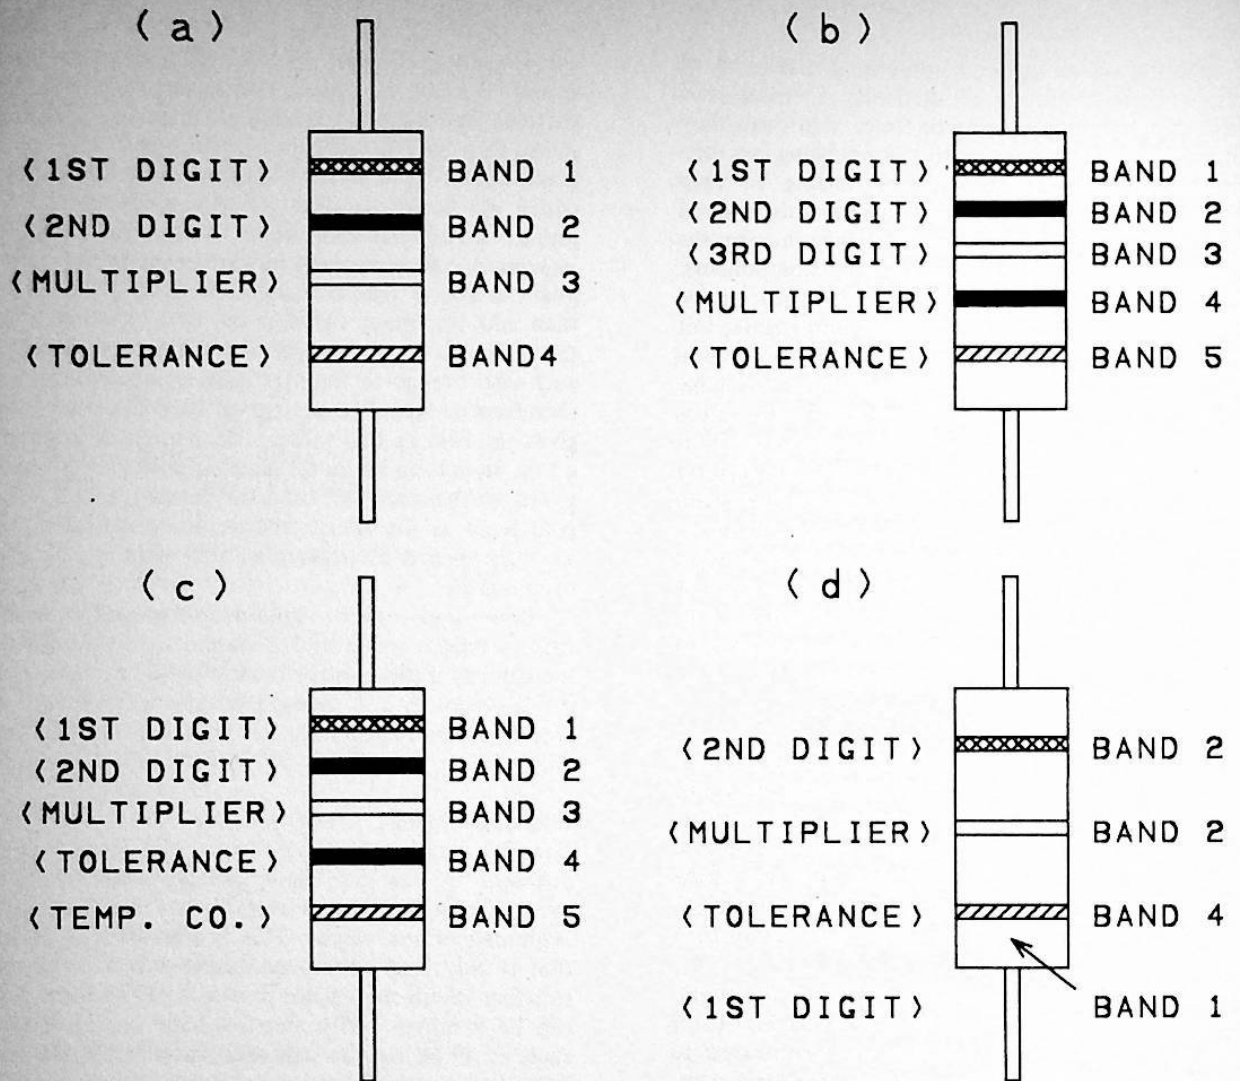 (a)
(1ST DIGIT) BAND 1
(2ND DIGIT) BAND 2
(MULTIPLIER) BAND 3
(TOLERANCE) BAND4
(b)
(1ST DIGIT) BAND 1
(2ND DIGIT) BAND 2
(3RD DIGIT) BAND 3
(MULTIPLIER) BAND 4
(TOLERANCE) BAND 5
(c)
(1ST DIGIT) BAND 1
(2ND DIGIT) BAND 2
(MULTIPLIER) BAND 3
(TOLERANCE) BAND 4
(TEMP. CO.) BAND 5
(d)
(2ND DIGIT) BAND 2
(MULTIPLIER) BAND 2
(TOLERANCE) BAND 4
(1ST DIGIT) BAND 1